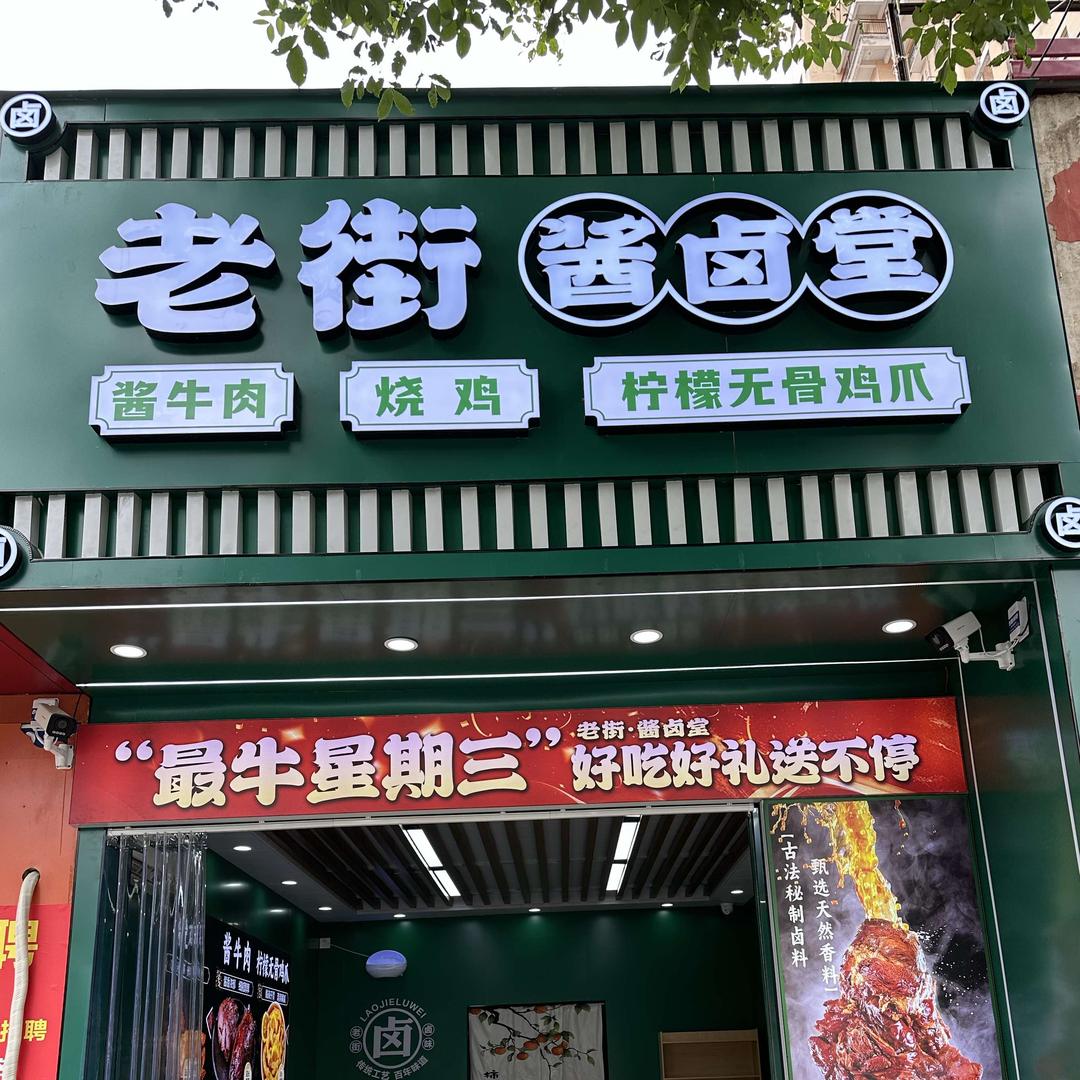 卤
卤
老街 酱卤堂
酱牛肉
烧鸡
柠檬无骨鸡爪
卤
老街·酱卤堂
“最牛星期三”好吃好礼送不停
古法秘制卤料
甄选天然香料
酱牛肉 柠檬无骨鸡爪
LAOJIELUWEI
老街
卤
卤味
传统工艺 百年味道
聘
招聘